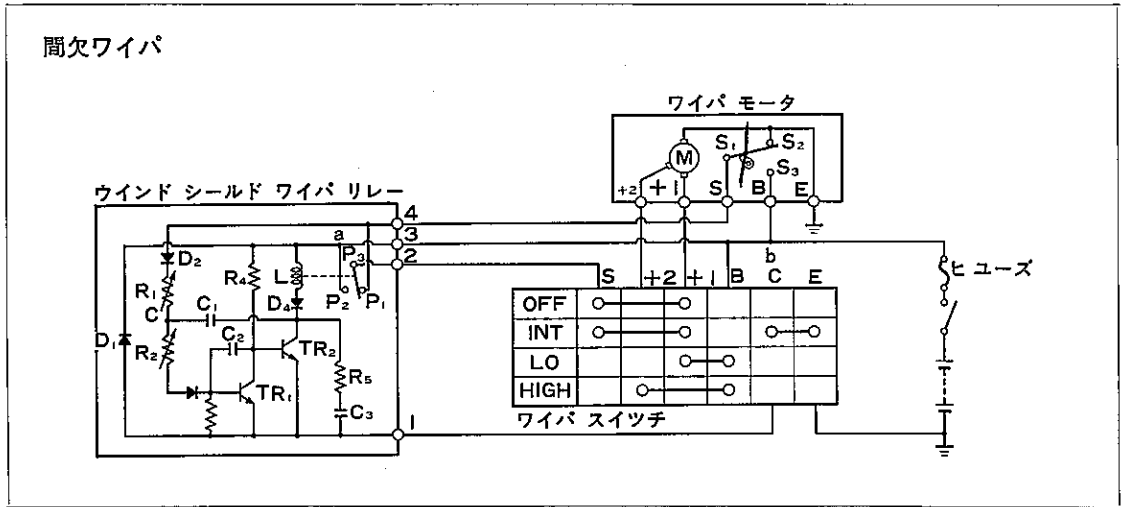 間欠ワイパ
ワイパ モータ
M
S₁
S₂
S₃
+2
+1
S
B
E
ウインド シールド ワイパ リレー
4
3
2
1
a
P₃
P₂
P₁
D₂
R₁
C
C₁
R₂
D₁
R₄
L
D₄
C₂
TR₂
TR₁
R₅
C₃
b
ヒユーズ
S +2 +1 B C E
OFF
INT
LO
HIGH
ワイパ スイツチ